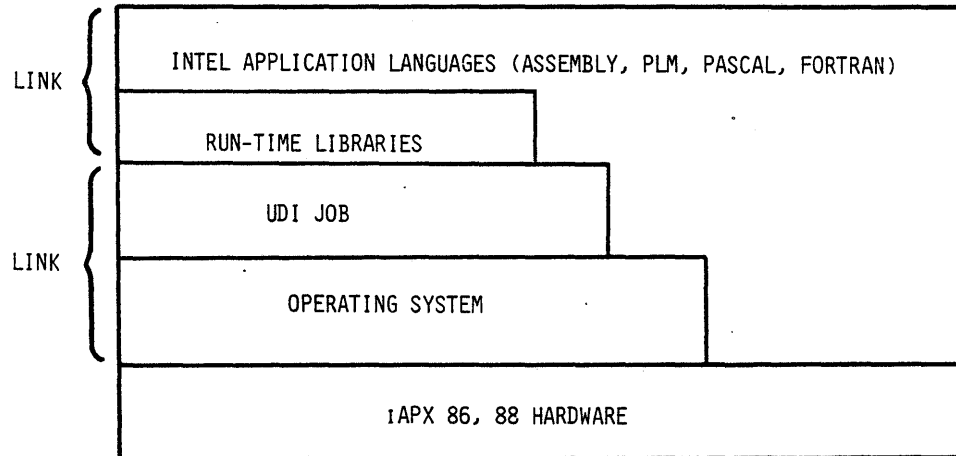 INTEL APPLICATION LANGUAGES (ASSEMBLY, PLM, PASCAL, FORTRAN)
LINK
RUN-TIME LIBRARIES
UDI JOB
LINK
OPERATING SYSTEM
iAPX 86, 88 HARDWARE